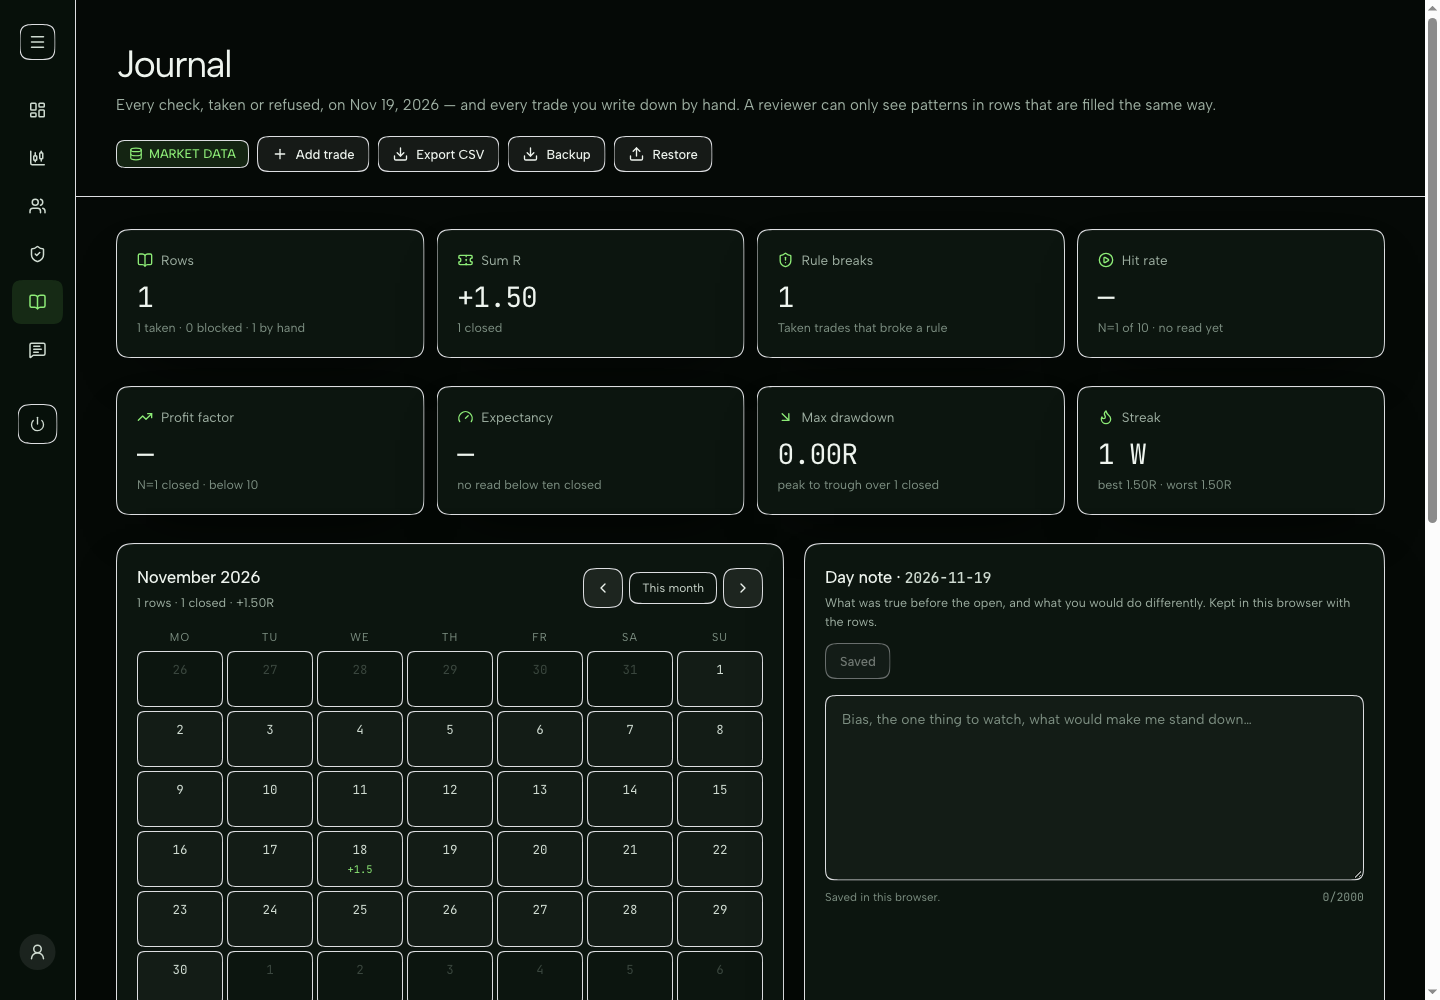 Journal
Every check, taken or refused, on Nov 19, 2026 — and every trade you write down by hand. A reviewer can only see patterns in rows that are filled the same way.
MARKET DATA
Add trade
Export CSV
Backup
Restore
Rows
1
1 taken · 0 blocked · 1 by hand
Sum R
+1.50
1 closed
Rule breaks
1
Taken trades that broke a rule
Hit rate
—
N=1 of 10 · no read yet
Profit factor
—
N=1 closed · below 10
Expectancy
—
no read below ten closed
Max drawdown
0.00R
peak to trough over 1 closed
Streak
1 W
best 1.50R · worst 1.50R
November 2026
1 rows · 1 closed · +1.50R
This month
MO TU WE TH FR SA SU
26 27 28 29 30 31 1
2 3 4 5 6 7 8
9 10 11 12 13 14 15
16 17 18 19 20 21 22
+1.5
23 24 25 26 27 28 29
30 1 2 3 4 5 6
Day note · 2026-11-19
What was true before the open, and what you would do differently. Kept in this browser with
the rows.
Saved
Bias, the one thing to watch, what would make me stand down…
Saved in this browser.
0/2000